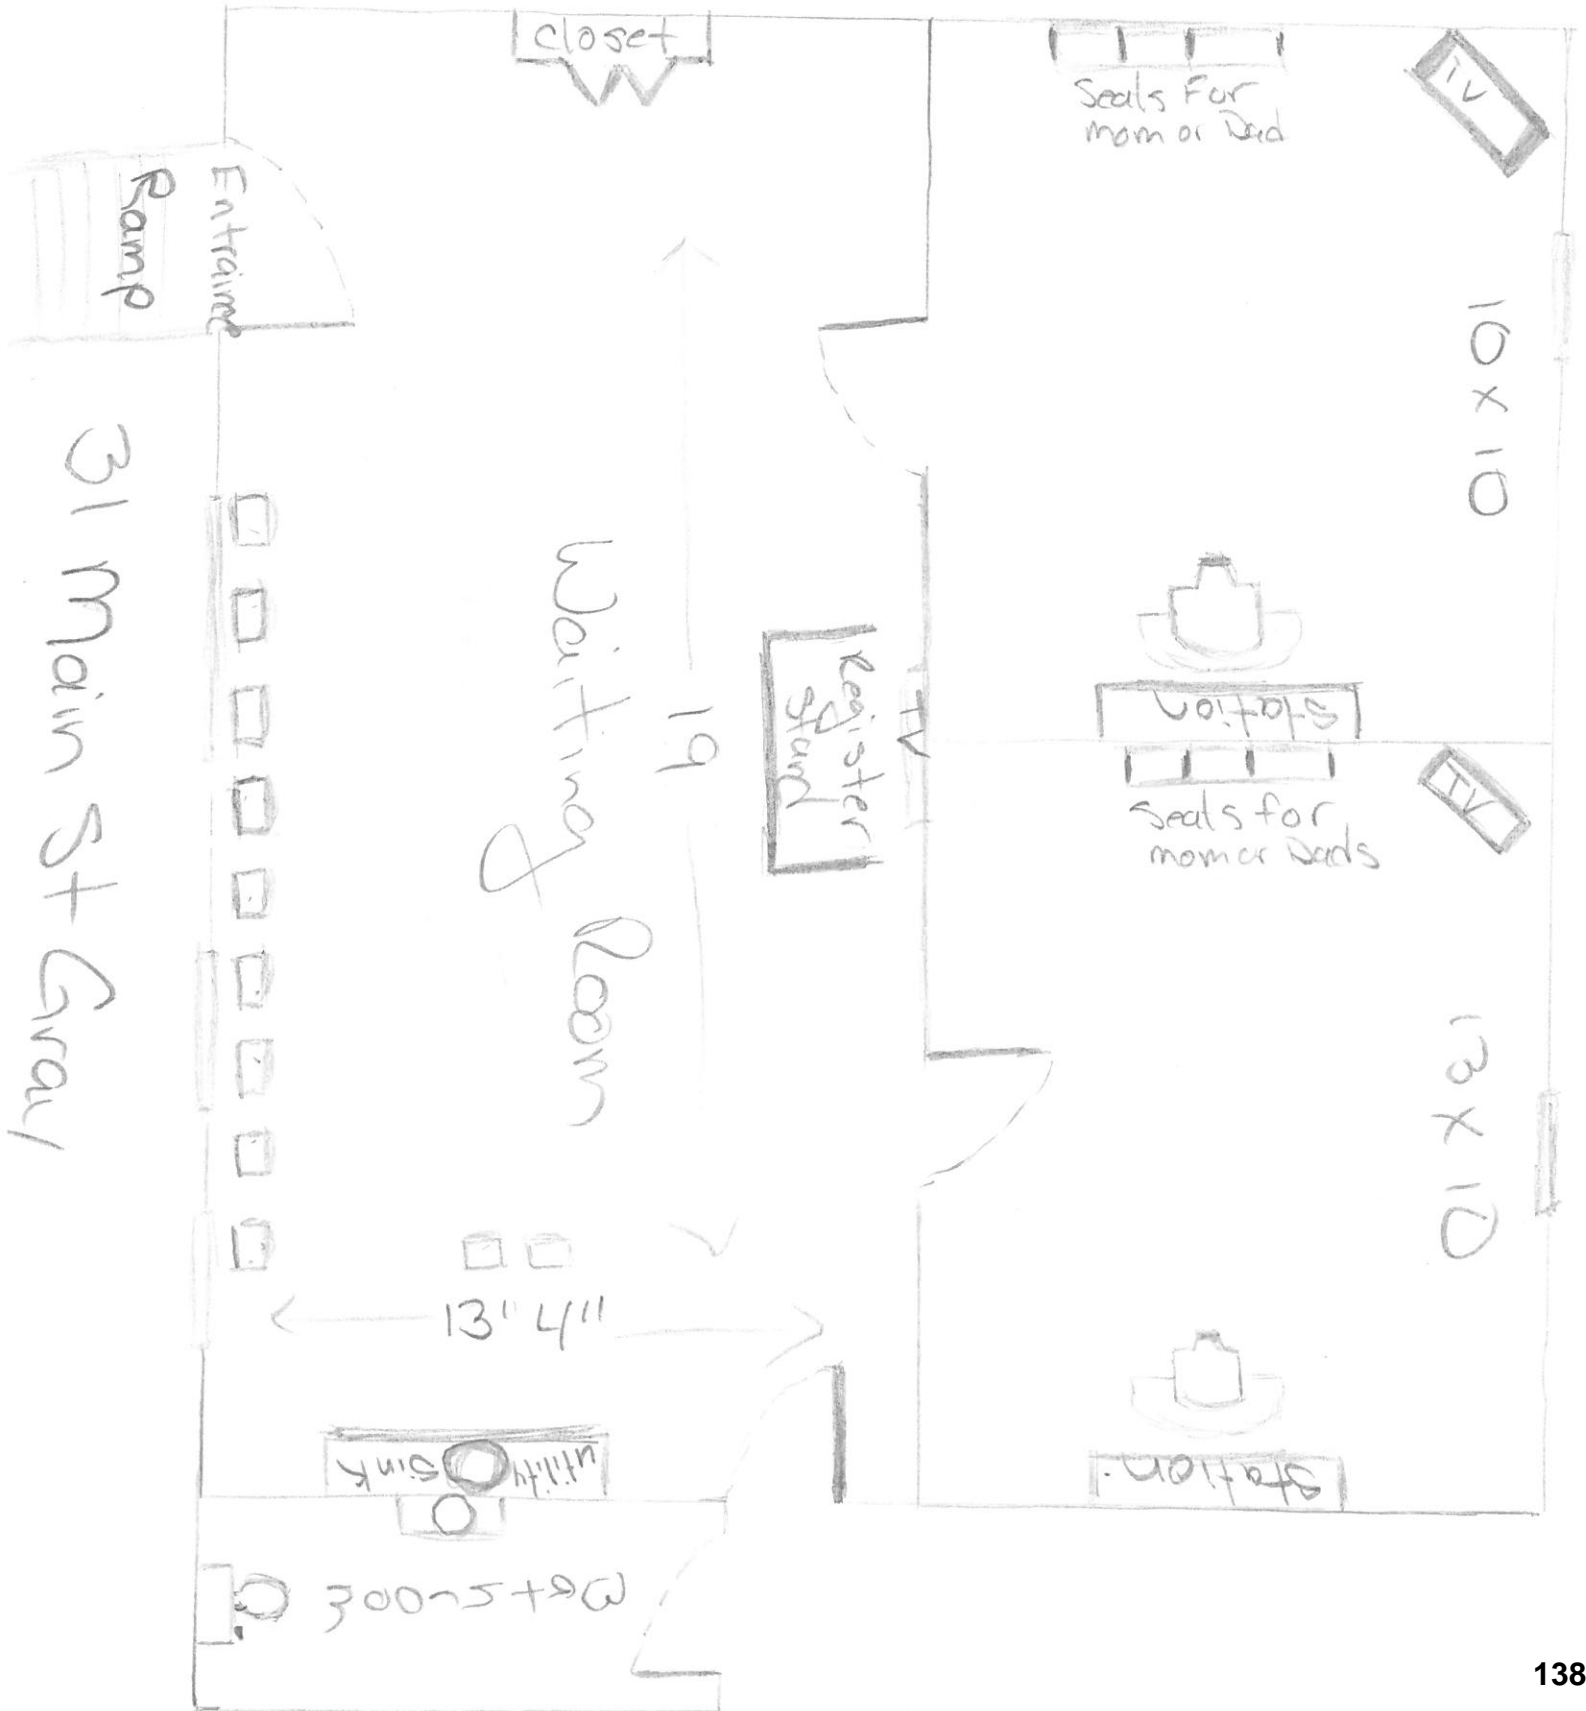 closet
Seats For
mom or Dad
TV
Entraince
Ramp
10 x 10
31 Main St Gray
Waiting Room
19
Register
Stand
TV
Station
Seats for
mom or Dads
TV
13 x 10
13' 4"
utility
Sink
Station
Bathroom
138